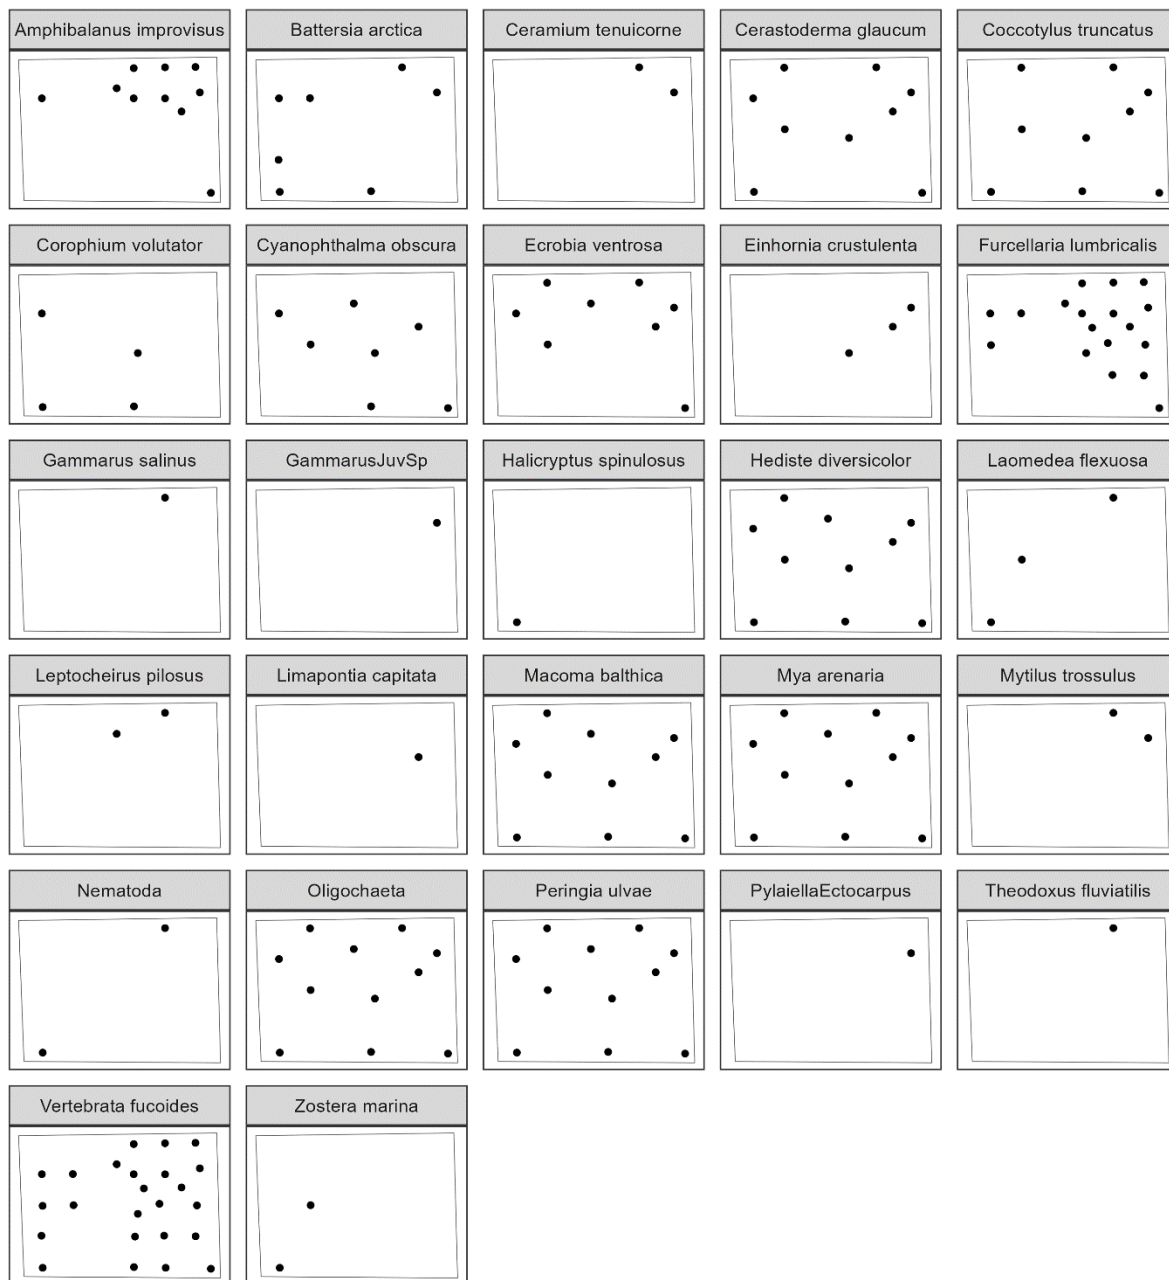 Amphibalanus improvisus
Battersia arctica
Ceramium tenuicorne
Cerastoderma glaucum
Coccotylus truncatus
Corophium volutator
Cyanophthalma obscura
Ecrobia ventrosa
Einhornia crustulenta
Furcellaria lumbricalis
Gammarus salinus
GammarusJuvSp
Halicryptus spinulosus
Hediste diversicolor
Laomedea flexuosa
Leptocheirus pilosus
Limapontia capitata
Macoma balthica
Mya arenaria
Mytilus trossulus
Nematoda
Oligochaeta
Peringia ulvae
PylaiellaEctocarpus
Theodoxus fluviatilis
Vertebrata fucoides
Zostera marina